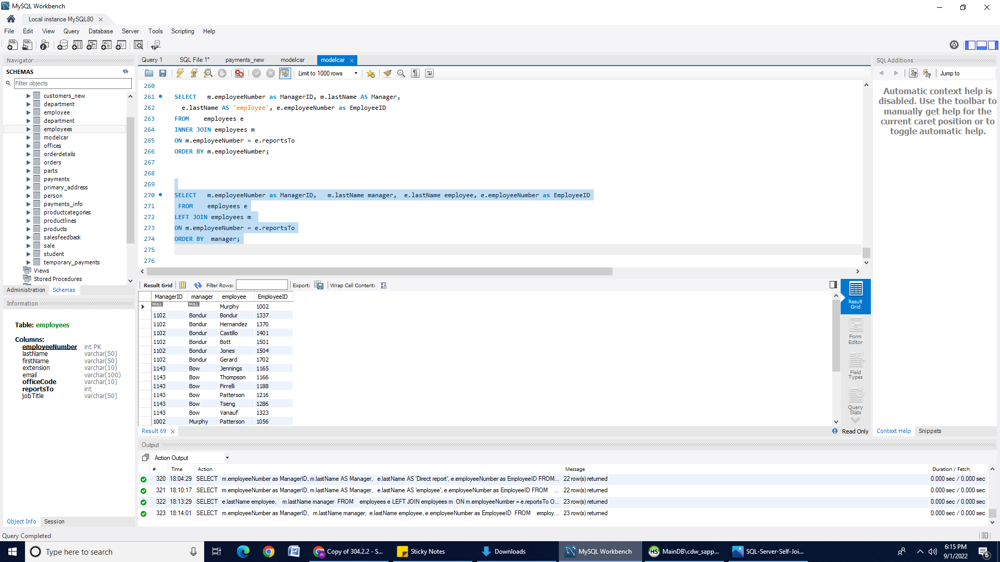 MySQL Workbench
Local instance MySQL80
File Edit View Query Database Server Tools Scripting Help
Navigator
SCHEMAS
Filter objects
customers_new
department
employee
department
employees
modelcar
offices
orderdetails
orders
parts
payments
primary_address
person
payments_info
productcategories
productlines
products
salesfeedback
sale
student
temporary_payments
Views
Stored Procedures
Administration Schemas
Information
Table: employees
Columns:
employeeNumber int PK
lastName varchar(50)
firstName varchar(50)
extension varchar(10)
email varchar(100)
officeCode varchar(10)
reportsTo int
jobTitle varchar(50)
Object Info Session
Query 1 SQL File 1* payments_new modelcar modelcar
Limit to 1000 rows
260
261 SELECT m.employeeNumber as ManagerID, m.lastName AS Manager,
262 e.lastName AS 'employee', e.employeeNumber as EmployeeID
263 FROM employees e
264 INNER JOIN employees m
265 ON m.employeeNumber = e.reportsTo
266 ORDER BY m.employeeNumber;
267
268
269
270 SELECT m.employeeNumber as ManagerID, m.lastName manager, e.lastName employee, e.employeeNumber as EmployeeID
271 FROM employees e
272 LEFT JOIN employees m
273 ON m.employeeNumber = e.reportsTo
274 ORDER BY manager;
275
276
Result Grid Filter Rows: Export: Wrap Cell Content:
ManagerID manager employee EmployeeID
NULL NULL Murphy 1002
1102 Bondur Bondur 1337
1102 Bondur Hernandez 1370
1102 Bondur Castillo 1401
1102 Bondur Bott 1501
1102 Bondur Jones 1504
1102 Bondur Gerard 1702
1143 Bow Jennings 1165
1143 Bow Thompson 1166
1143 Bow Firrelli 1188
1143 Bow Patterson 1216
1143 Bow Tseng 1286
1143 Bow Vanauf 1323
1002 Murphy Patterson 1056
Result 69
Read Only
Result
Grid
Form
Editor
Field
Types
Query
Stats
SQLAdditions
Jump to
Automatic context help is
disabled. Use the toolbar to
manually get help for the
current caret position or to
toggle automatic help.
Context Help Snippets
Output
Action Output
# Time Action Message Duration / Fetch
320 18:04:29 SELECT m.employeeNumber as ManagerID, m.lastName AS Manager, e.lastName AS 'Direct report', e.employeeNumber as EmployeeID FROM... 22 row(s) returned 0.000 sec / 0.000 sec
321 18:10:17 SELECT m.employeeNumber as ManagerID, m.lastName AS Manager, e.lastName AS 'employee', e.employeeNumber as EmployeeID FROM ... 22 row(s) returned 0.000 sec / 0.000 sec
322 18:13:29 SELECT e.lastName employee, m.lastName manager FROM employees e LEFT JOIN employees m ON m.employeeNumber = e.reportsTo O... 23 row(s) returned 0.000 sec / 0.000 sec
323 18:14:01 SELECT m.employeeNumber as ManagerID, m.lastName manager, e.lastName employee, e.employeeNumber as EmployeeID FROM employ... 23 row(s) returned 0.000 sec / 0.000 sec
Query Completed
Type here to search
Copy of 304.2.2 - S...
Sticky Notes
Downloads
MySQL Workbench
HS MainDB\cdw_sapp...
SQL-Server-Self-Joi...
6:15 PM
9/1/2022
6